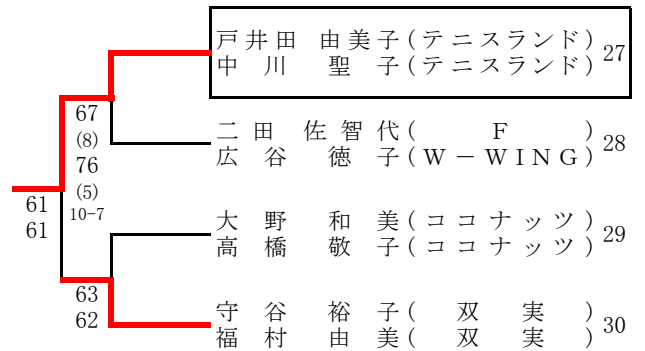 戸井田 由美子(テニスランド) 27
中川 聖子(テニスランド)
67
(8)
76
(5)
10-7
二田 佐智代( F ) 28
広谷 徳子(W-WING)
61
61
大野 和美(ココナッツ) 29
高橋 敬子(ココナッツ)
63
62
守谷 裕子( 双実 ) 30
福村 由美( 双実 )